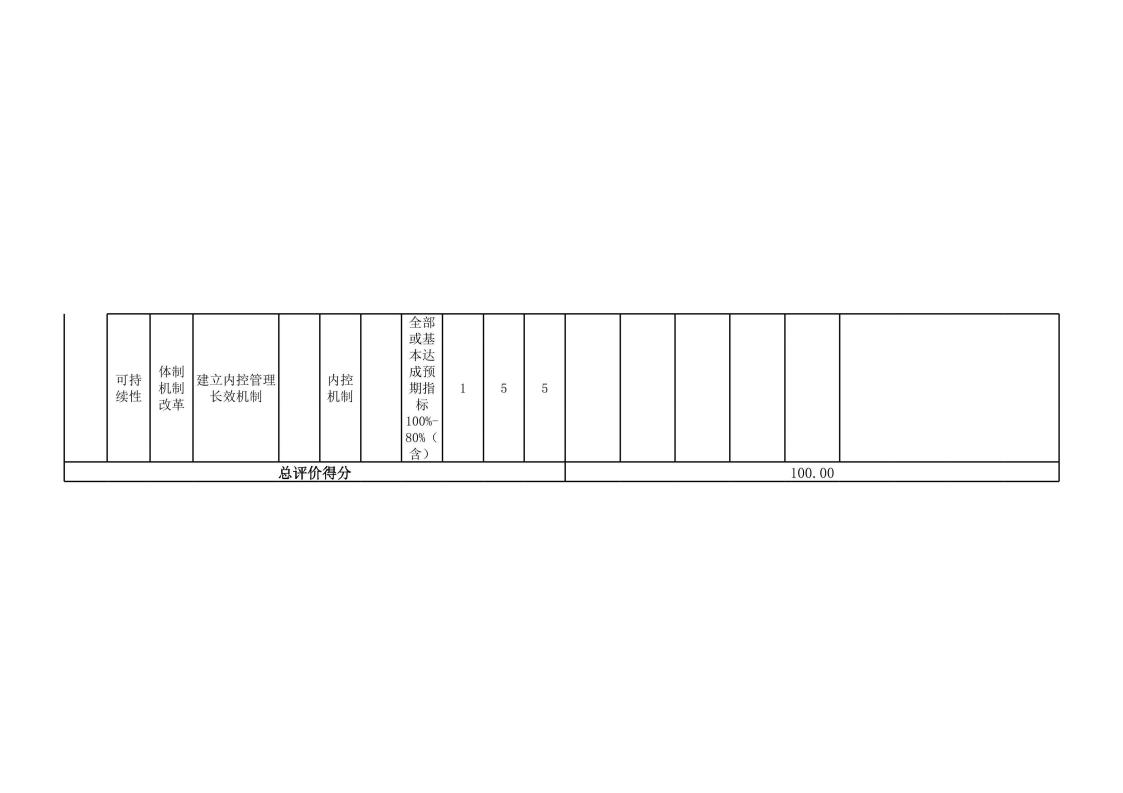 可持
续性
体制
机制
改革
建立内控管理
长效机制
内控
机制
全部
或基
本达
成预
期指
标
100%-
80%（
含）
1
5
5
总评价得分
100.00